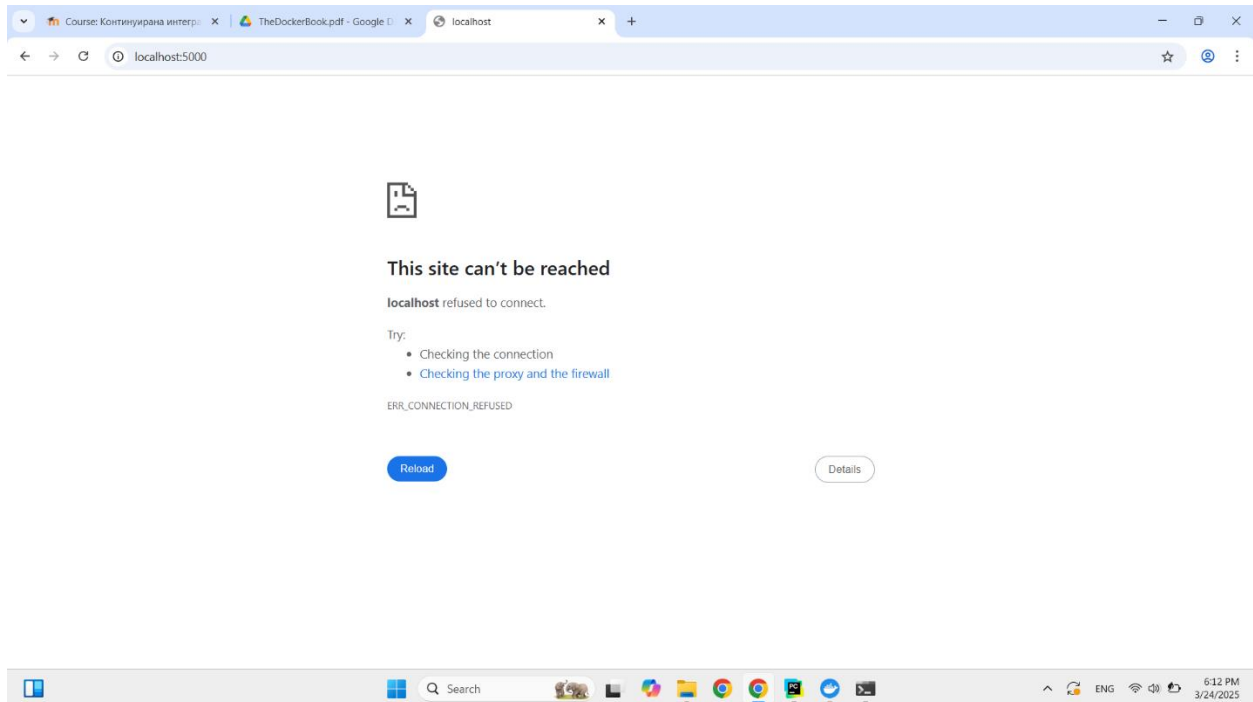 Course: Континуирана интегра
TheDockerBook.pdf - Google D
localhost
localhost:5000
This site can't be reached
localhost refused to connect.
Try:
Checking the connection
Checking the proxy and the firewall
ERR_CONNECTION_REFUSED
Reload
Details
Search
ENG
6:12 PM
3/24/2025